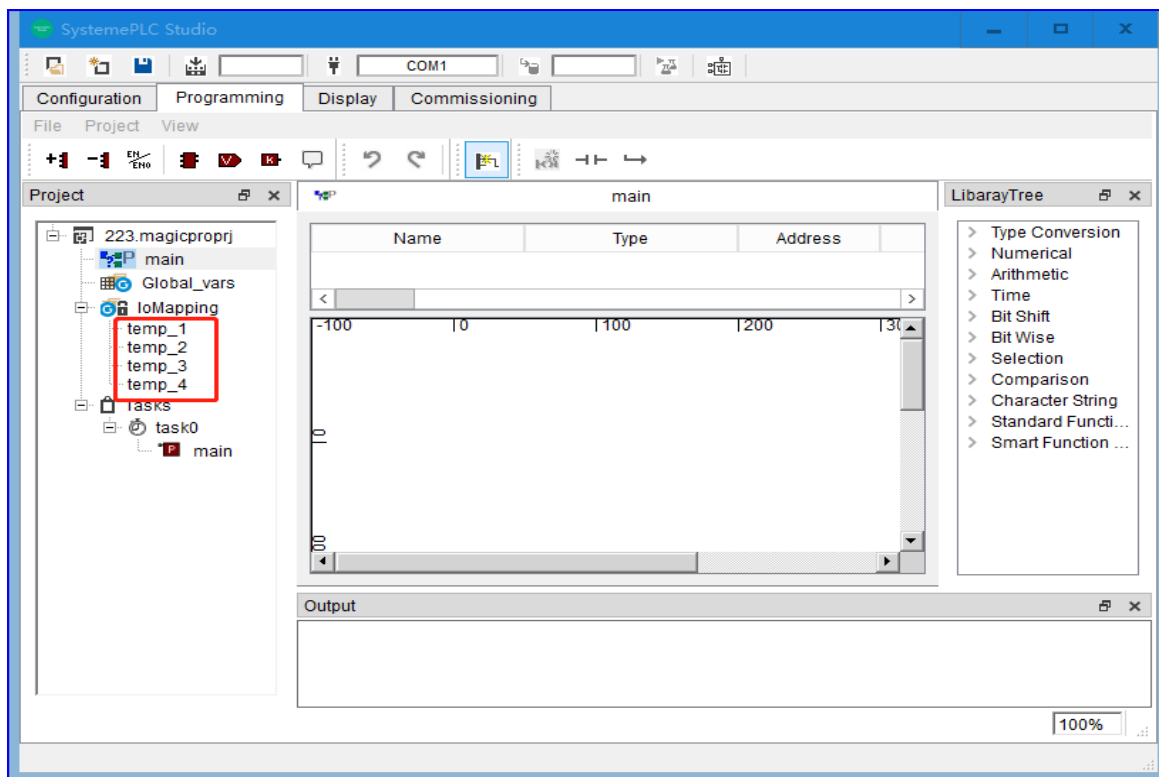 SystemePLC Studio
COM1
Configuration Programming Display Commissioning
File Project View
EN/ENO V K
Project
main
LibarayTree
223.magicproprj
P main
G Global_vars
G IoMapping
temp_1
temp_2
temp_3
temp_4
Tasks
task0
P main
Name Type Address
-100 0 100 200
0
Type Conversion
Numerical
Arithmetic
Time
Bit Shift
Bit Wise
Selection
Comparison
Character String
Standard Functi...
Smart Function ...
Output
100%